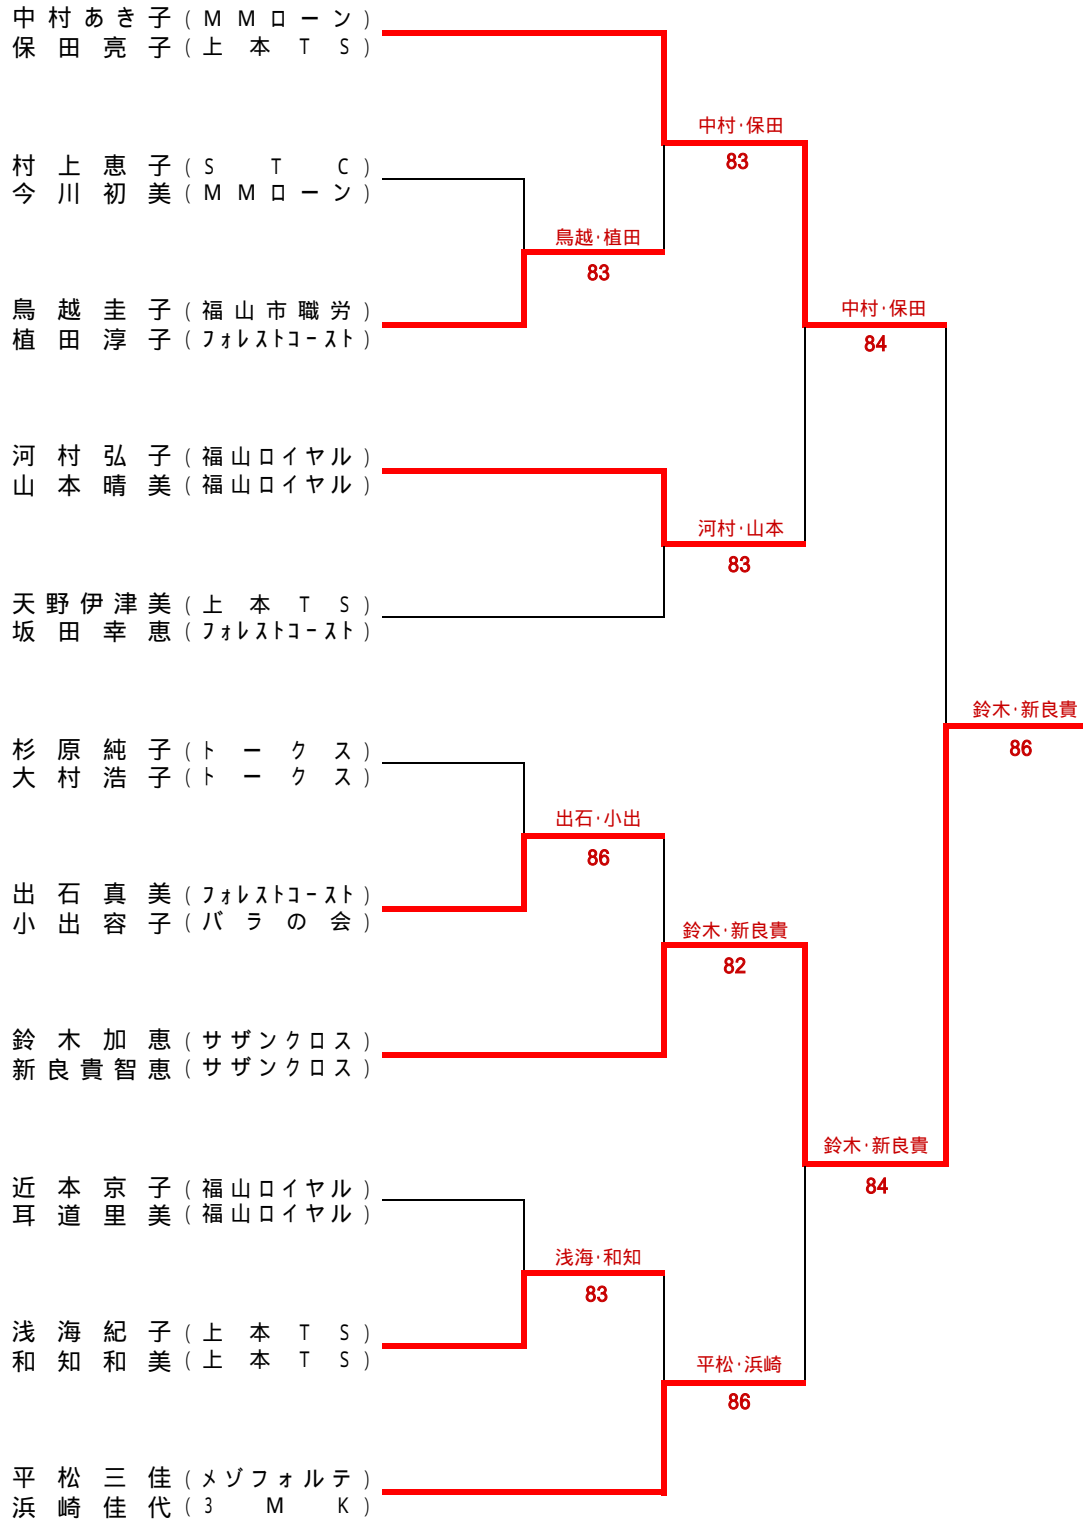 中村あき子(MMローン)
保田亮子(上本TS)
中村・保田
83
村上恵子(STC)
今川初美(MMローン)
鳥越・植田
83
鳥越圭子(福山市職労)
植田淳子(フォレストコースト)
中村・保田
84
河村弘子(福山ロイヤル)
山本晴美(福山ロイヤル)
河村・山本
83
天野伊津美(上本TS)
坂田幸恵(フォレストコースト)
鈴木・新良貴
86
杉原純子(トークス)
大村浩子(トークス)
出石・小出
86
出石真美(フォレストコースト)
小出容子(バラの会)
鈴木・新良貴
82
鈴木加恵(サザンクロス)
新良貴智恵(サザンクロス)
鈴木・新良貴
84
近本京子(福山ロイヤル)
耳道里美(福山ロイヤル)
浅海・和知
83
浅海紀子(上本TS)
和知和美(上本TS)
平松・浜崎
86
平松三佳(メゾフォルテ)
浜崎佳代(3MK)